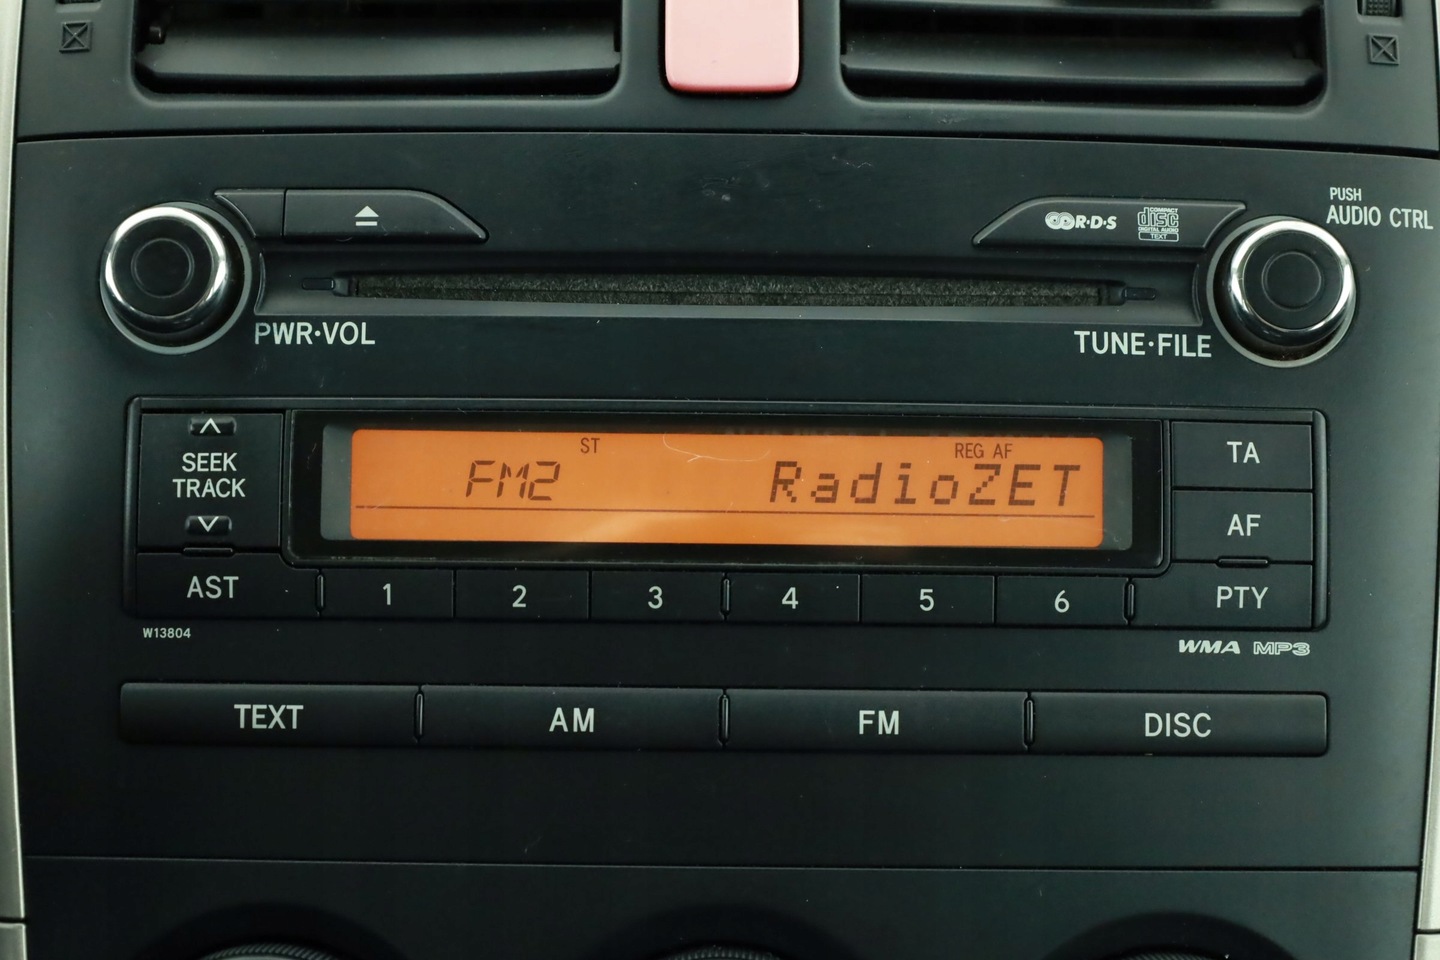 PUSH
AUDIO CTRL
R·D·S
COMPACT
disc
DIGITAL AUDIO
TEXT
PWR·VOL
TUNE·FILE
SEEK
TRACK
ST
REG AF
FM2 RadioZET
TA
AF
AST 1 2 3 4 5 6 PTY
W13804
WMA MP3
TEXT AM FM DISC